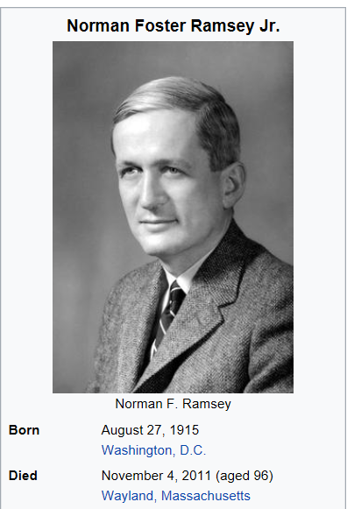 Norman Foster Ramsey Jr.
Norman F. Ramsey
Born August 27, 1915
Washington, D.C.
Died November 4, 2011 (aged 96)
Wayland, Massachusetts